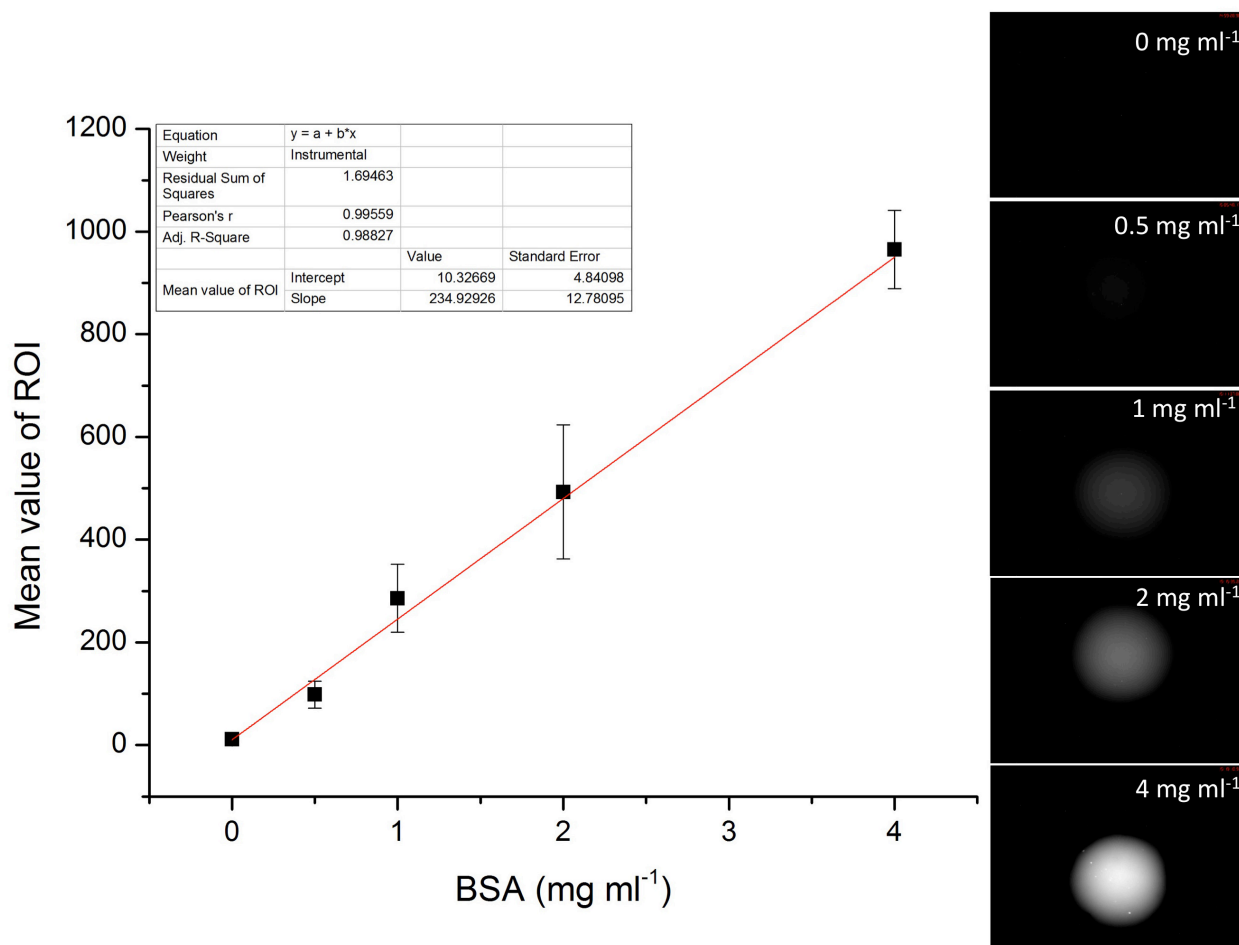 0 mg ml⁻¹
0.5 mg ml⁻¹
1 mg ml⁻¹
2 mg ml⁻¹
4 mg ml⁻¹
Equation y = a + b*x
Weight Instrumental
Residual Sum of
Squares 1.69463
Pearson's r 0.99559
Adj. R-Square 0.98827
Value Standard Error
Mean value of ROI Intercept 10.32669 4.84098
Slope 234.92926 12.78095
1200
1000
800
600
400
200
0
Mean value of ROI
0 1 2 3 4
BSA (mg ml⁻¹)